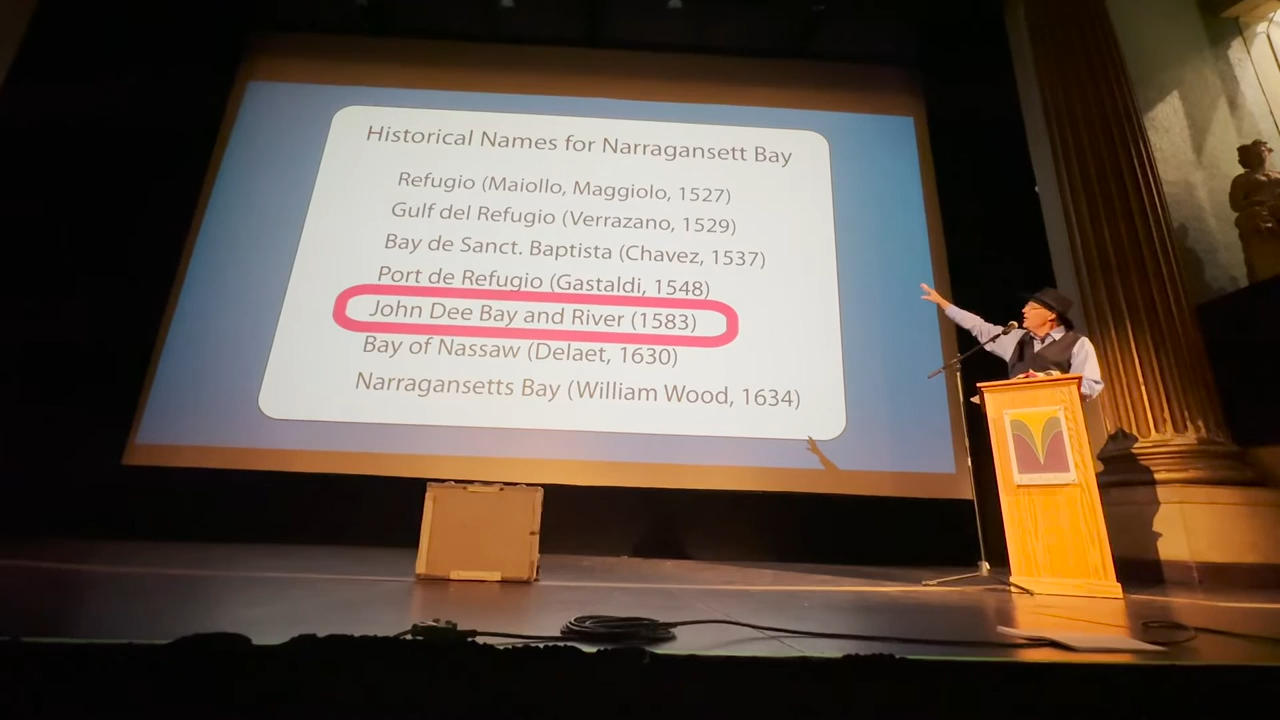 Historical Names for Narragansett Bay
Refugio (Maiollo, Maggiolo, 1527)
Gulf del Refugio (Verrazano, 1529)
Bay de Sanct. Baptista (Chavez, 1537)
Port de Refugio (Gastaldi, 1548)
John Dee Bay and River (1583)
Bay of Nassaw (Delaet, 1630)
Narragansetts Bay (William Wood, 1634)